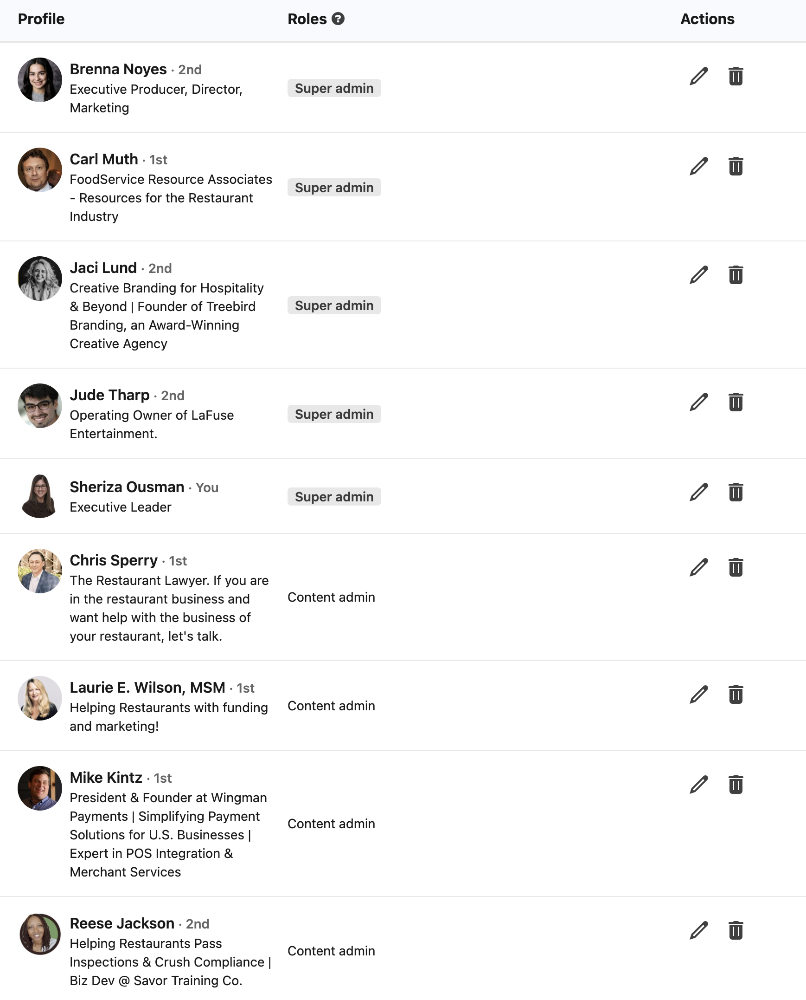 Profile Roles ? Actions
Brenna Noyes · 2nd
Executive Producer, Director,
Marketing
Super admin
Carl Muth · 1st
FoodService Resource Associates
- Resources for the Restaurant
Industry
Super admin
Jaci Lund · 2nd
Creative Branding for Hospitality
& Beyond | Founder of Treebird
Branding, an Award-Winning
Creative Agency
Super admin
Jude Tharp · 2nd
Operating Owner of LaFuse
Entertainment.
Super admin
Sheriza Ousman · You
Executive Leader
Super admin
Chris Sperry · 1st
The Restaurant Lawyer. If you are
in the restaurant business and
want help with the business of
your restaurant, let's talk.
Content admin
Laurie E. Wilson, MSM · 1st
Helping Restaurants with funding
and marketing!
Content admin
Mike Kintz · 1st
President & Founder at Wingman
Payments | Simplifying Payment
Solutions for U.S. Businesses |
Expert in POS Integration &
Merchant Services
Content admin
Reese Jackson · 2nd
Helping Restaurants Pass
Inspections & Crush Compliance |
Biz Dev @ Savor Training Co.
Content admin